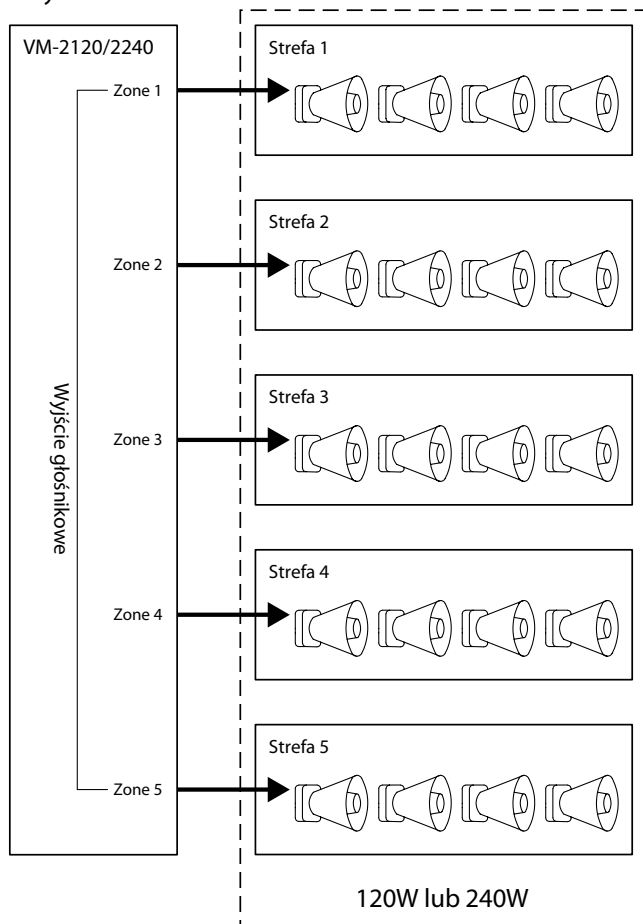 VM-2120/2240
Zone 1
Zone 2
Zone 3
Zone 4
Zone 5
Wyjście głośnikowe
Strefa 1
Strefa 2
Strefa 3
Strefa 4
Strefa 5
120W lub 240W